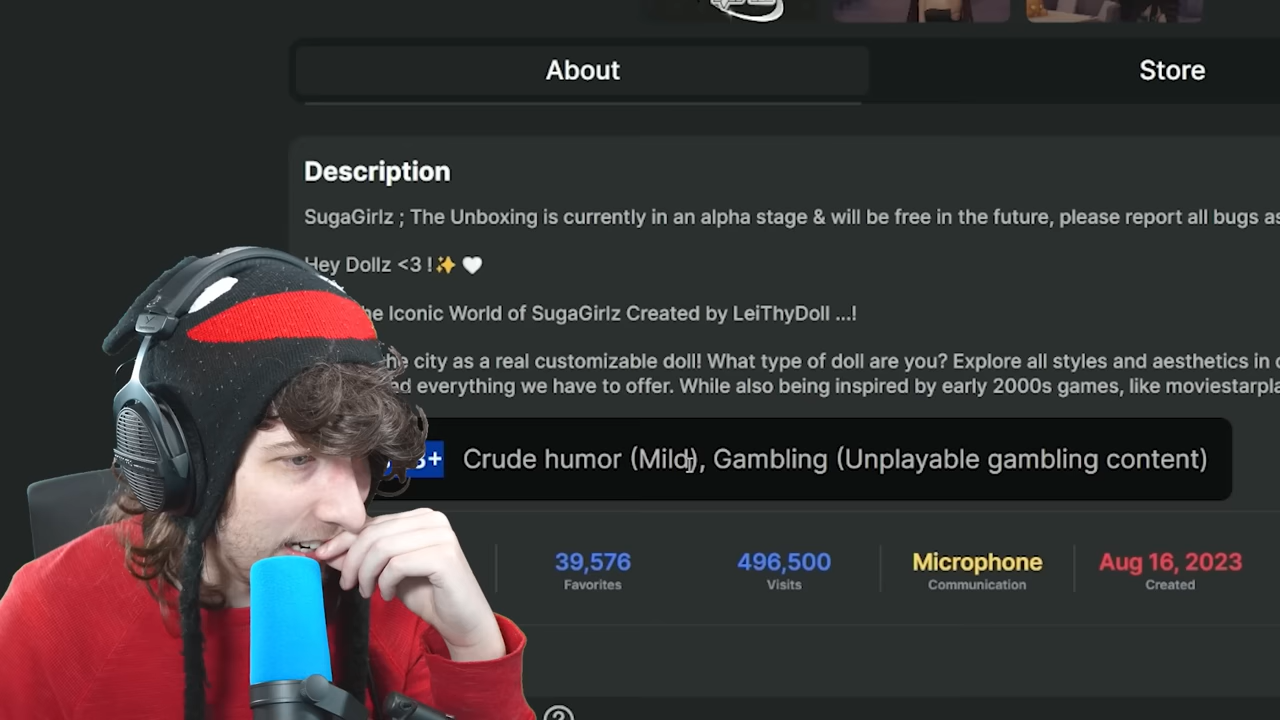 About
Store
Description
SugaGirlz ; The Unboxing is currently in an alpha stage & will be free in the future, please report all bugs as
Hey Dollz <3 !✨ 🤍
he Iconic World of SugaGirlz Created by LeiThyDoll ...!
he city as a real customizable doll! What type of doll are you? Explore all styles and aesthetics in
d everything we have to offer. While also being inspired by early 2000s games, like moviestarpla
Crude humor (Mild), Gambling (Unplayable gambling content)
39,576
496,500
Microphone
Aug 16, 2023
Favorites
Visits
Communication
Created